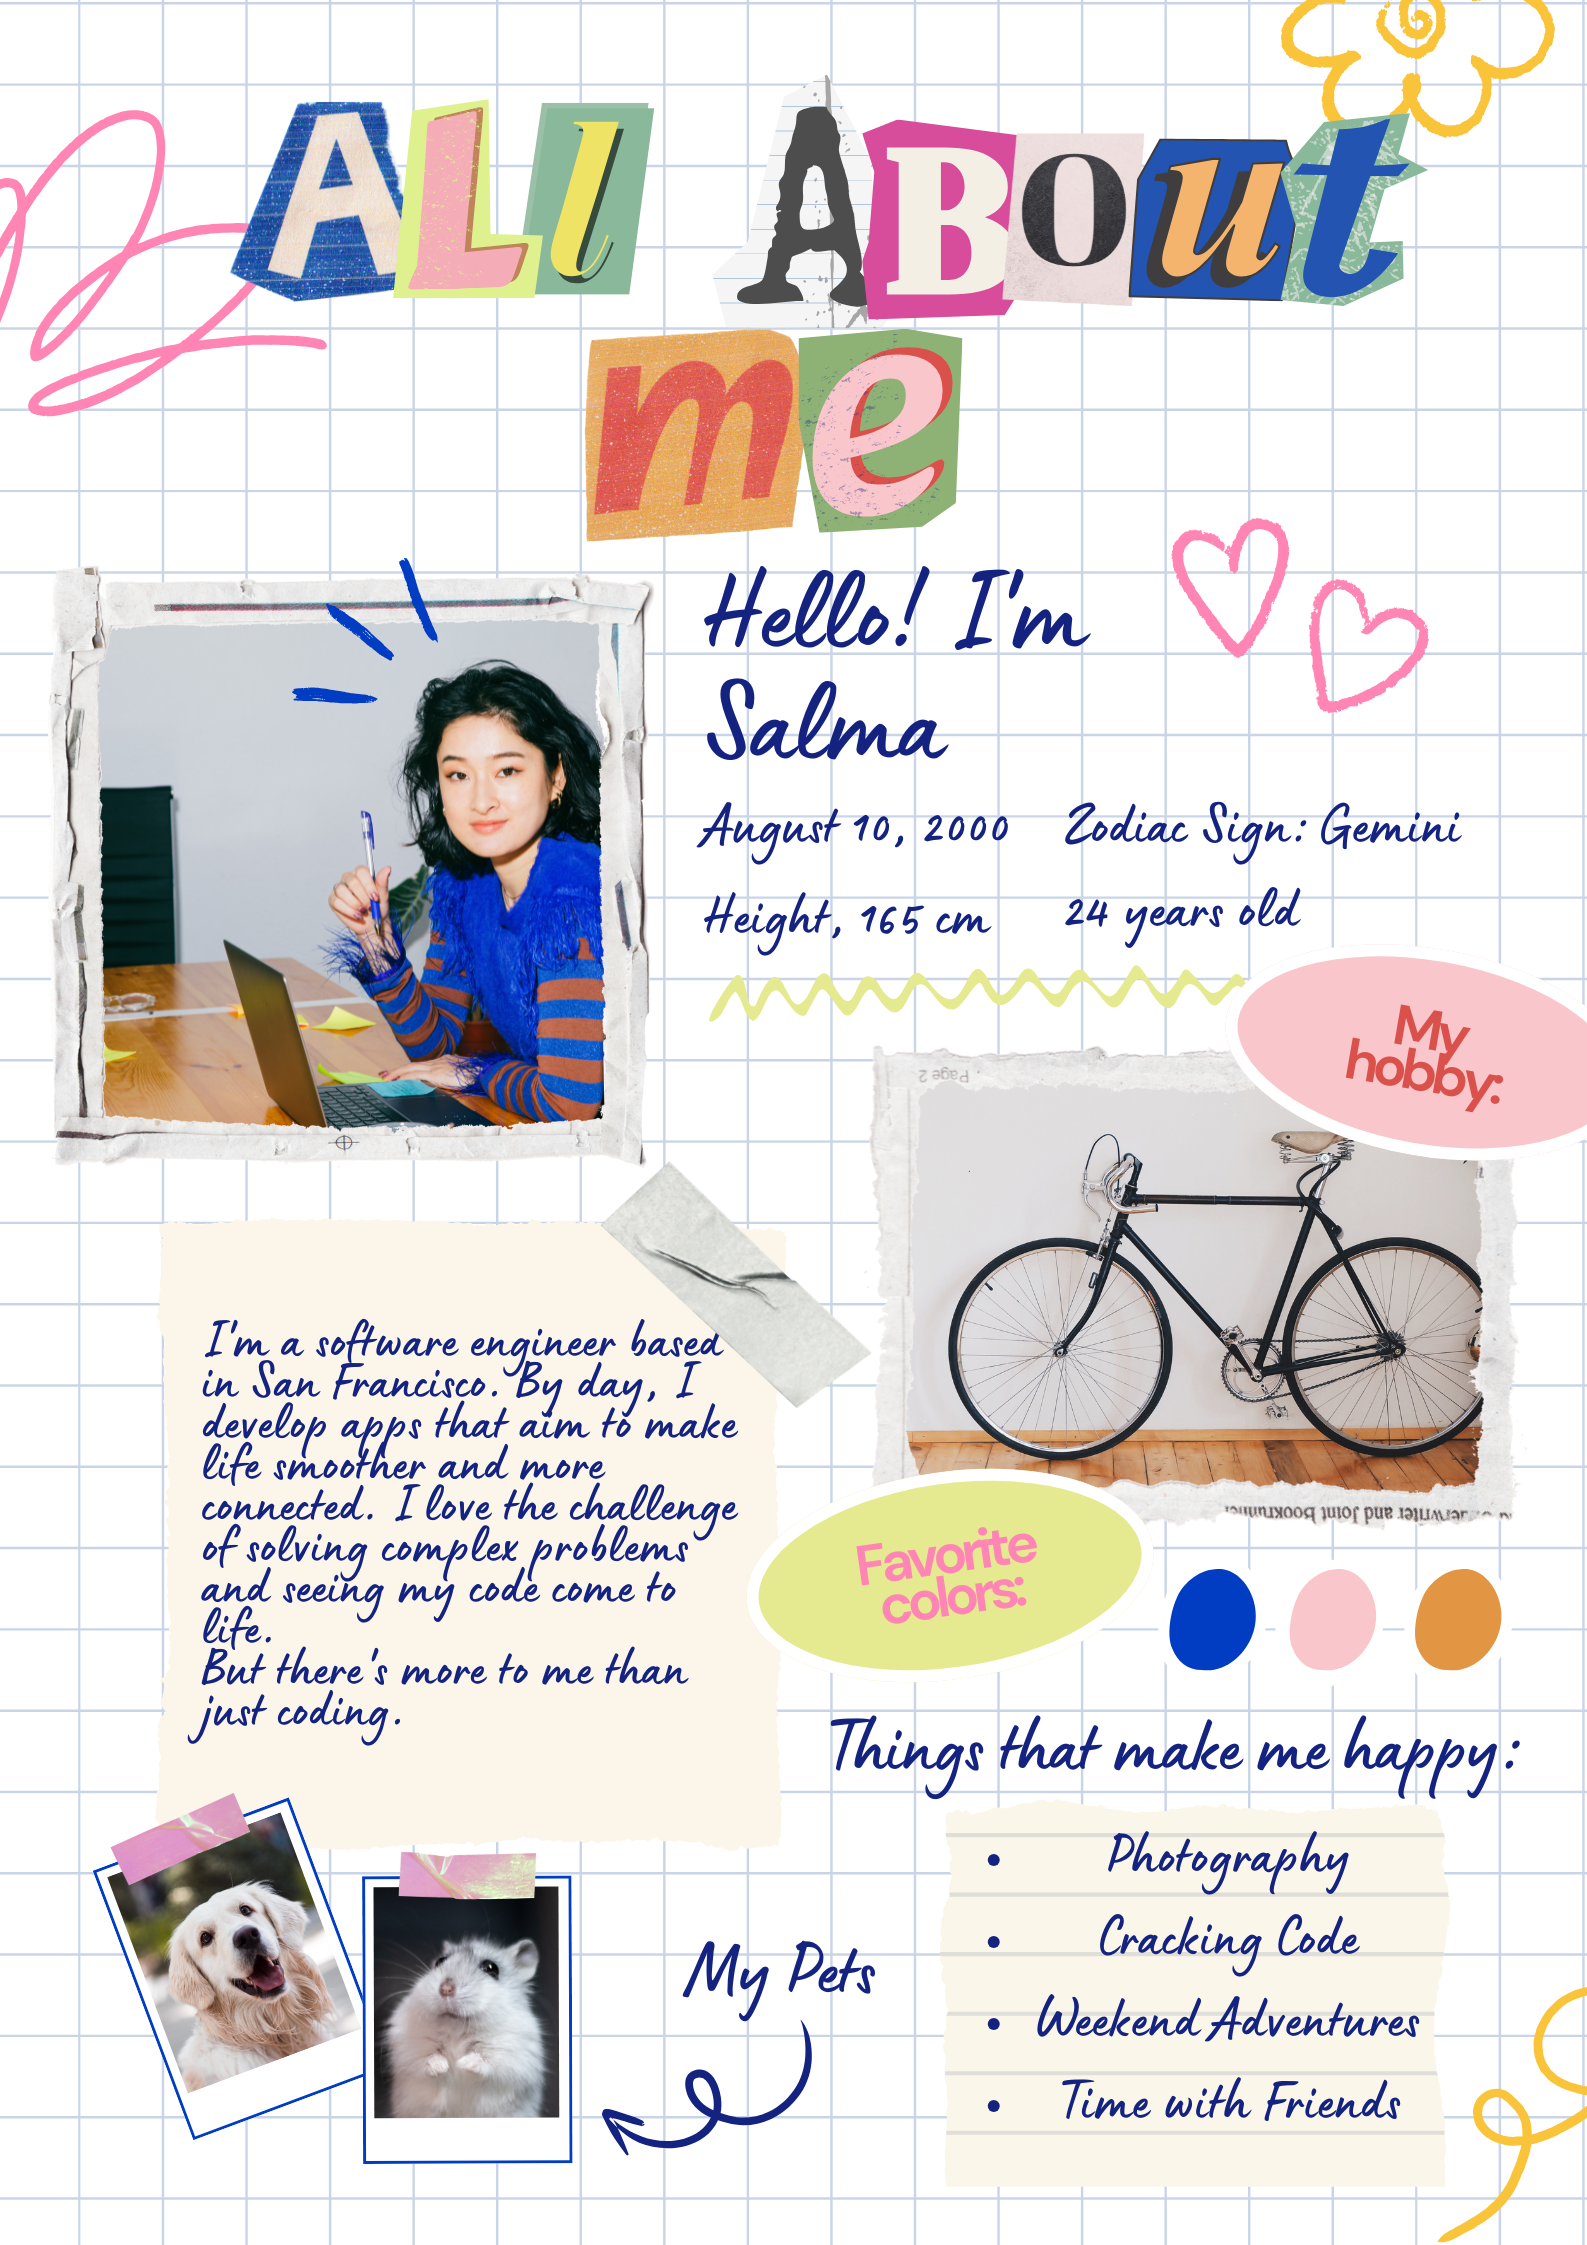 All About
me
Hello! I'm
Salma
August 10, 2000
Zodiac Sign: Gemini
Height, 165 cm
24 years old
My
hobby:
Page 2
I'm a software engineer based
in San Francisco. By day, I
develop apps that aim to make
life smoother and more
connected. I love the challenge
of solving complex problems
and seeing my code come to
life.
But there's more to me than
just coding.
and Joint Bookrunner
Favorite
colors:
Things that make me happy:
• Photography
• Cracking Code
• Weekend Adventures
• Time with Friends
My Pets